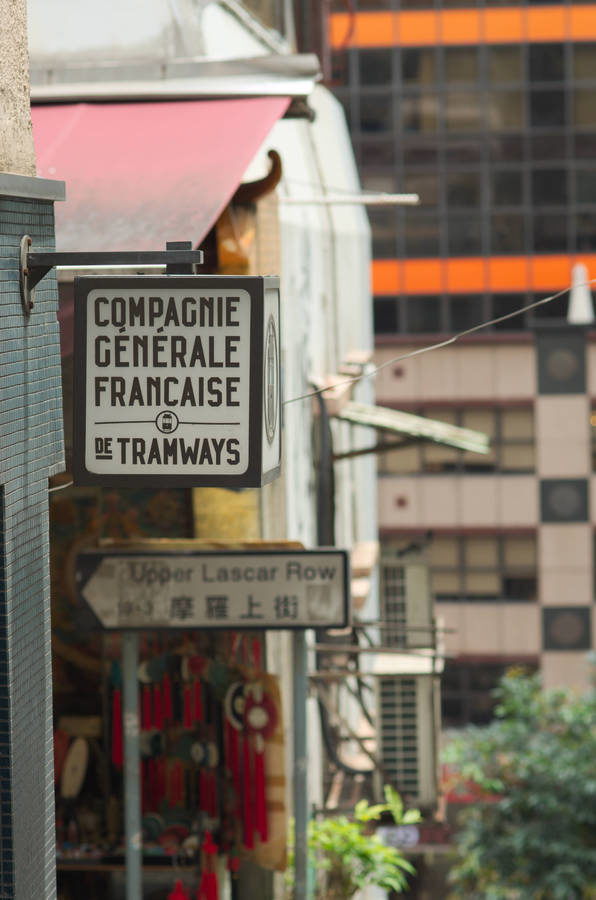 COMPAGNIE
GÉNÉRALE
FRANCAISE
DE TRAMWAYS
Upper Lascar Row
摩羅上街